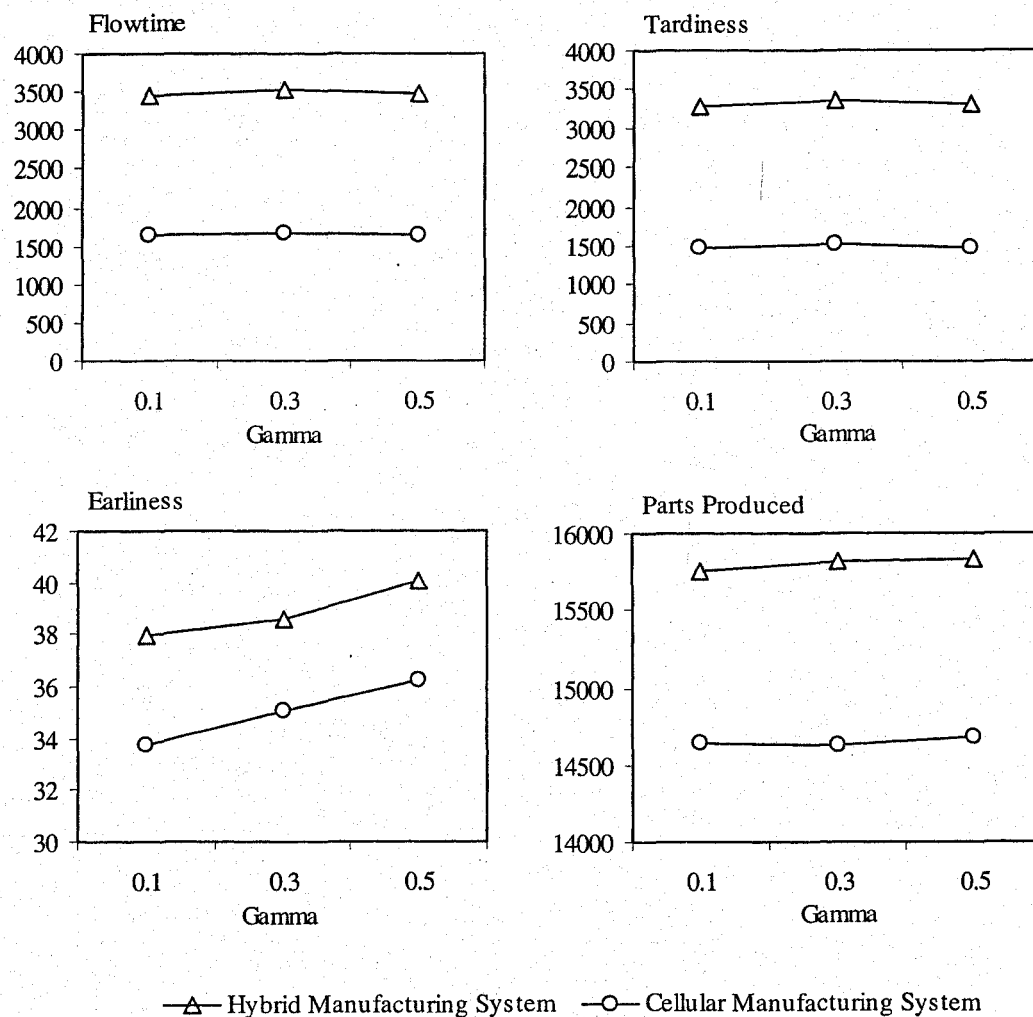 Flowtime
4000
3500
3000
2500
2000
1500
1000
500
0
0.1 0.3 0.5
Gamma
Tardiness
4000
3500
3000
2500
2000
1500
1000
500
0
0.1 0.3 0.5
Gamma
Earliness
42
40
38
36
34
32
30
0.1 0.3 0.5
Gamma
Parts Produced
16000
15500
15000
14500
14000
0.1 0.3 0.5
Gamma
Hybrid Manufacturing System Cellular Manufacturing System